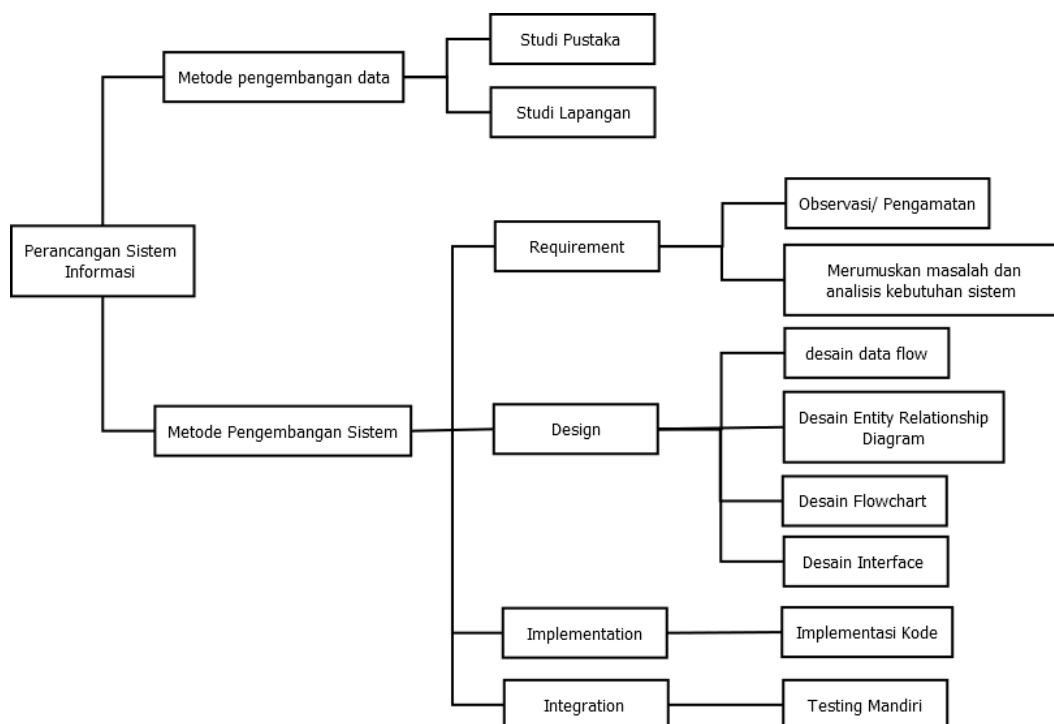 Studi Pustaka
Metode pengembangan data
Studi Lapangan
Perancangan Sistem
Informasi
Observasi/ Pengamatan
Requirement
Merumuskan masalah dan
analisis kebutuhan sistem
desain data flow
Metode Pengembangan Sistem
Design
Desain Entity Relationship
Diagram
Desain Flowchart
Desain Interface
Implementation
Implementasi Kode
Integration
Testing Mandiri